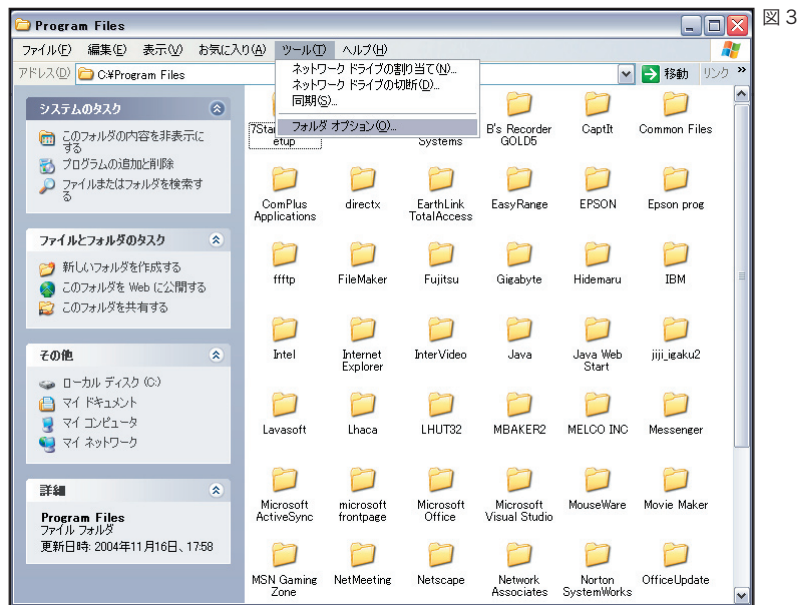 図3
Program Files
ファイル(F) 編集(E) 表示(V) お気に入り(A) ツール(T) ヘルプ(H)
アドレス(D) C:¥Program Files 移動 リンク »
ネットワーク ドライブの割り当て(N)...
ネットワーク ドライブの切断(D)...
同期(S)...
フォルダ オプション(O)...
システムのタスク
このフォルダの内容を非表示に
する
プログラムの追加と削除
ファイルまたはフォルダを検索す
る
ファイルとフォルダのタスク
新しいフォルダを作成する
このフォルダを Web に公開する
このフォルダを共有する
その他
ローカル ディスク (C:)
マイ ドキュメント
マイ コンピュータ
マイ ネットワーク
詳細
Program Files
ファイル フォルダ
更新日時: 2004年11月16日、17:58
7Sta
etup
Systems
B's Recorder
GOLD5
CaptIt
Common Files
ComPlus
Applications
directx
EarthLink
TotalAccess
EasyRange
EPSON
Epson prog
ffftp
FileMaker
Fujitsu
Gigabyte
Hidemaru
IBM
Intel
Internet
Explorer
InterVideo
Java
Java Web
Start
jiji_igaku2
Lavasoft
Lhaca
LHUT32
MBAKER2
MELCO INC
Messenger
Microsoft
ActiveSync
microsoft
frontpage
Microsoft
Office
Microsoft
Visual Studio
MouseWare
Movie Maker
MSN Gaming
Zone
NetMeeting
Netscape
Network
Associates
Norton
SystemWorks
OfficeUpdate